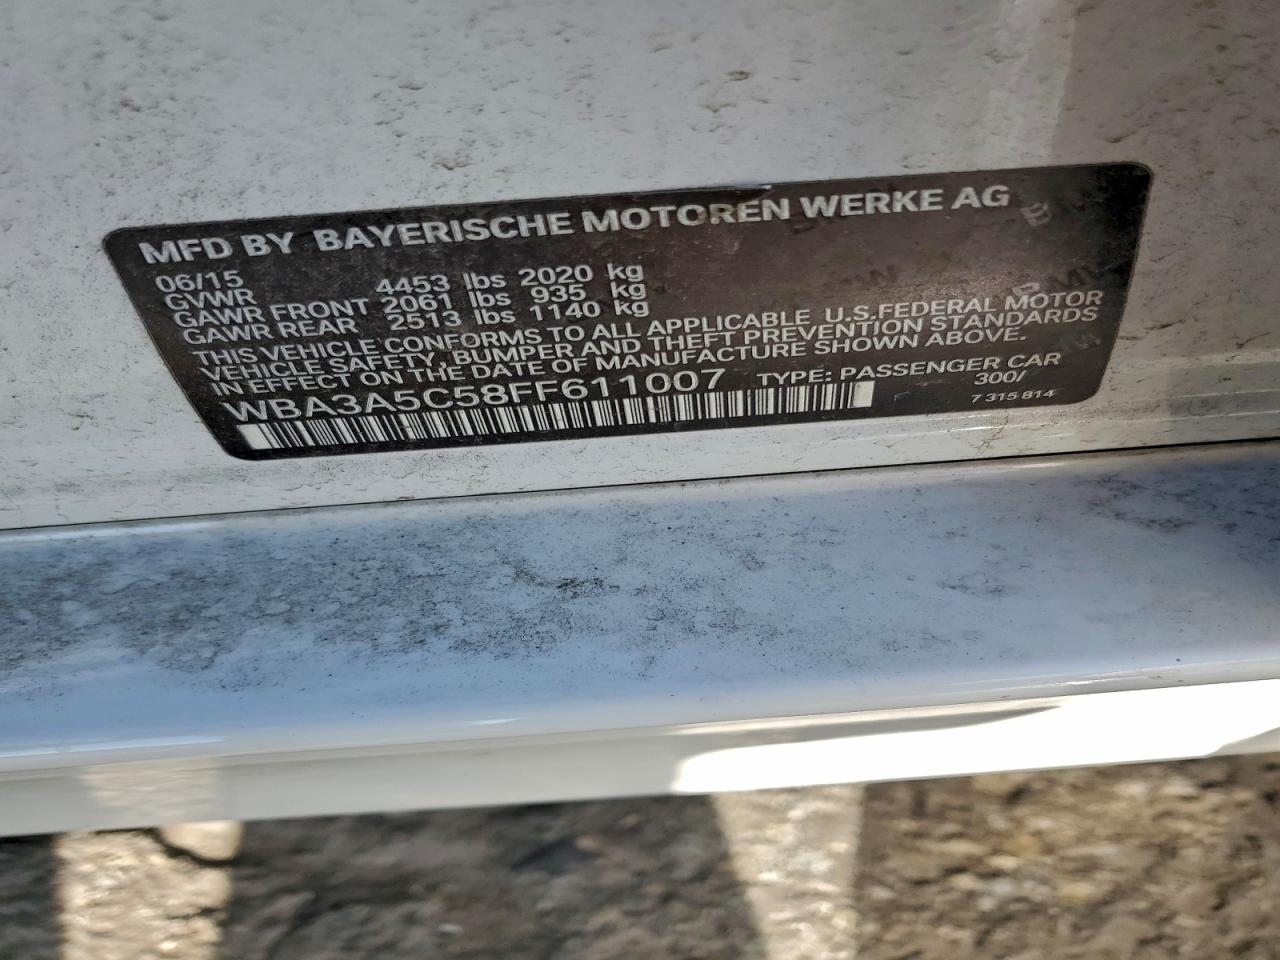 MFD BY BAYERISCHE MOTOREN WERKE AG
06/15
GVWR 4453 lbs 2020 kg
GAWR FRONT 2061 lbs 935 kg
GAWR REAR 2513 lbs 1140 kg
THIS VEHICLE CONFORMS TO ALL APPLICABLE U.S.FEDERAL MOTOR
VEHICLE SAFETY, BUMPER AND THEFT PREVENTION STANDARDS
IN EFFECT ON THE DATE OF MANUFACTURE SHOWN ABOVE.
WBA3A5C58FF611007 TYPE: PASSENGER CAR
300/
7 315 814